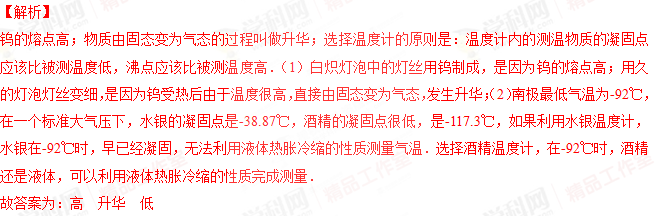 【解析】
钨的熔点高；物质由固态变为气态的过程叫做升华；选择温度计的原则是：温度计内的测温物质的凝固点
应该比被测温度低，沸点应该比被测温度高．（1）白炽灯泡中的灯丝用钨制成，是因为钨的熔点高；用久
的灯泡灯丝变细,是因为钨受热后由于温度很高,直接由固态变为气态,发生升华；(2)南极最低气温为-92℃,
在一个标准大气压下，水银的凝固点是-38.87℃，酒精的凝固点很低，是-117.3℃，如果利用水银温度计，
水银在-92℃时，早已经凝固，无法利用液体热胀冷缩的性质测量气温．选择酒精温度计，在-92℃时，酒精
还是液体，可以利用液体热胀冷缩的性质完成测量．
故答案为：高　升华　低